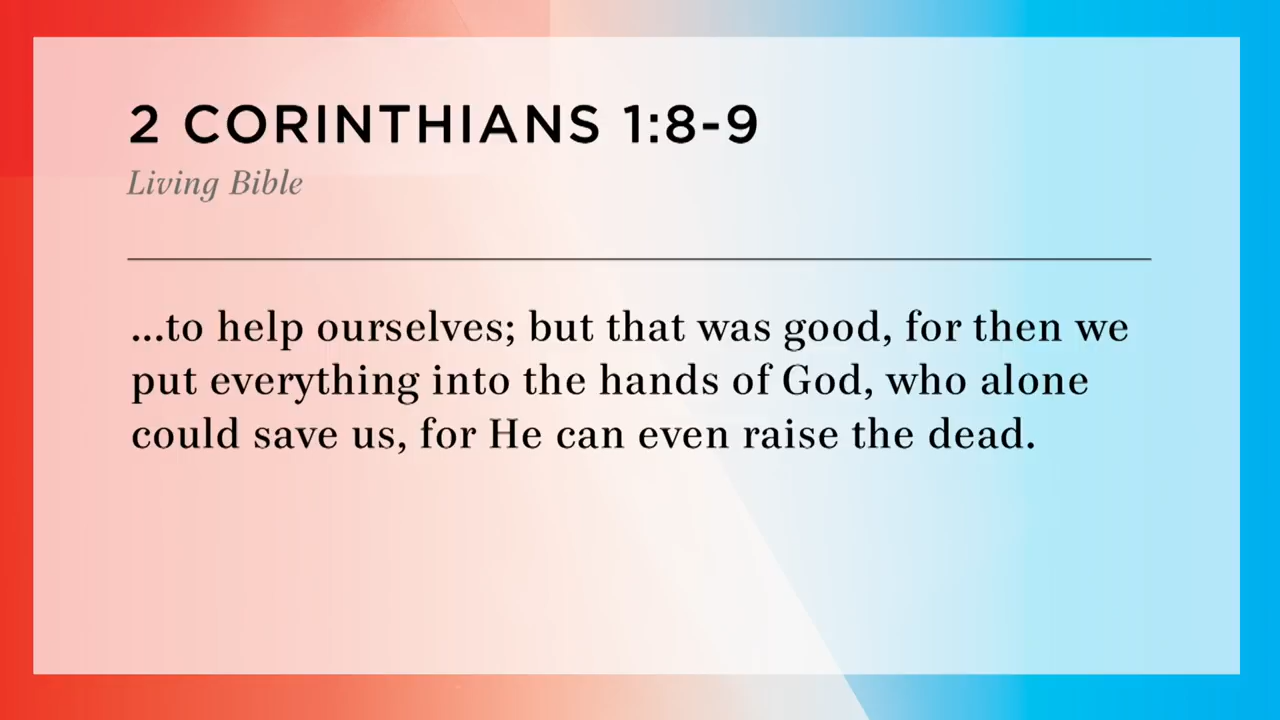 2 CORINTHIANS 1:8-9
Living Bible
...to help ourselves; but that was good, for then we
put everything into the hands of God, who alone
could save us, for He can even raise the dead.